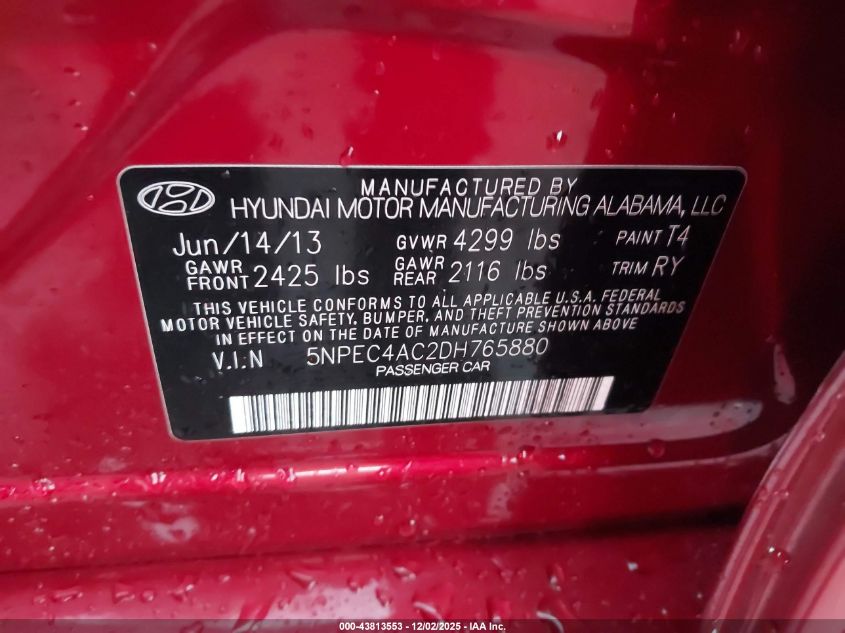 MANUFACTURED BY
HYUNDAI MOTOR MANUFACTURING ALABAMA, LLC
Jun/14/13 GVWR 4299 lbs PAINT T4
GAWR FRONT 2425 lbs GAWR REAR 2116 lbs TRIM RY
THIS VEHICLE CONFORMS TO ALL APPLICABLE U.S.A. FEDERAL
MOTOR VEHICLE SAFETY, BUMPER, AND THEFT PREVENTION STANDARDS
IN EFFECT ON THE DATE OF MANUFACTURE SHOWN ABOVE
V.I.N 5NPEC4AC2DH765880
PASSENGER CAR
000-43813553 - 12/02/2025 - IAA Inc.